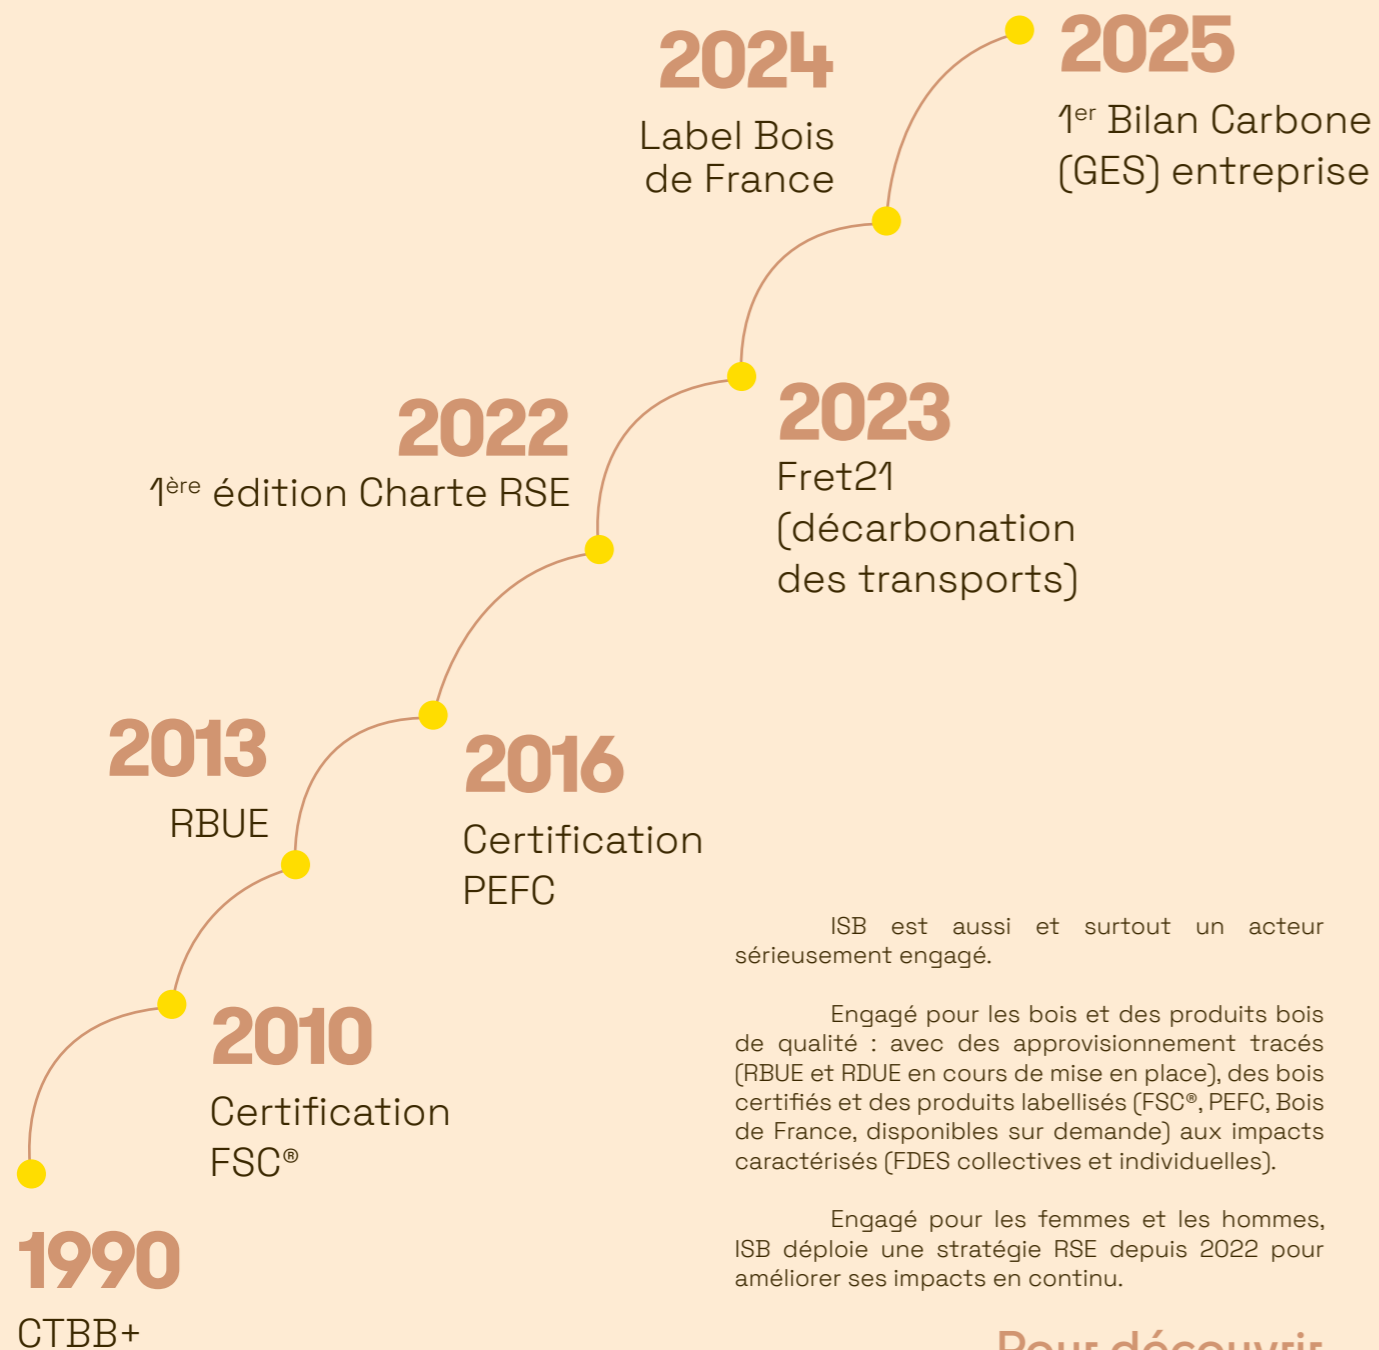 2024
Label Bois
de France
2025
1er Bilan Carbone
(GES) entreprise
2022
1ère édition Charte RSE
2023
Fret21
(décarbonation
des transports)
2013
RBUE
2016
Certification
PEFC
2010
Certification
FSC®
1990
CTBB+
ISB est aussi et surtout un acteur
sérieusement engagé.
Engagé pour les bois et des produits bois
de qualité : avec des approvisionnement tracés
(RBUE et RDUE en cours de mise en place), des bois
certifiés et des produits labellisés (FSC®, PEFC, Bois
de France, disponibles sur demande) aux impacts
caractérisés (FDES collectives et individuelles).
Engagé pour les femmes et les hommes,
ISB déploie une stratégie RSE depuis 2022 pour
améliorer ses impacts en continu.
Pour découvrir